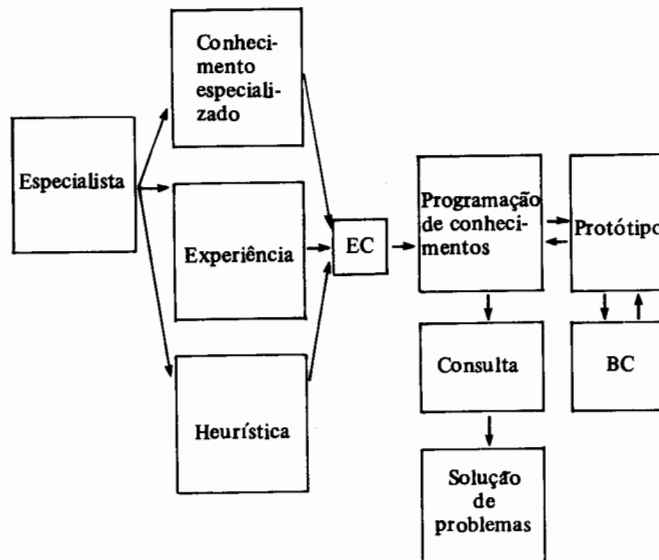 Conheci-
mento
especiali-
zado
Especialista
Experiência
Heurística
EC
Programação
de conheci-
mentos
Protótipo
Consulta
BC
Solução
de
problemas